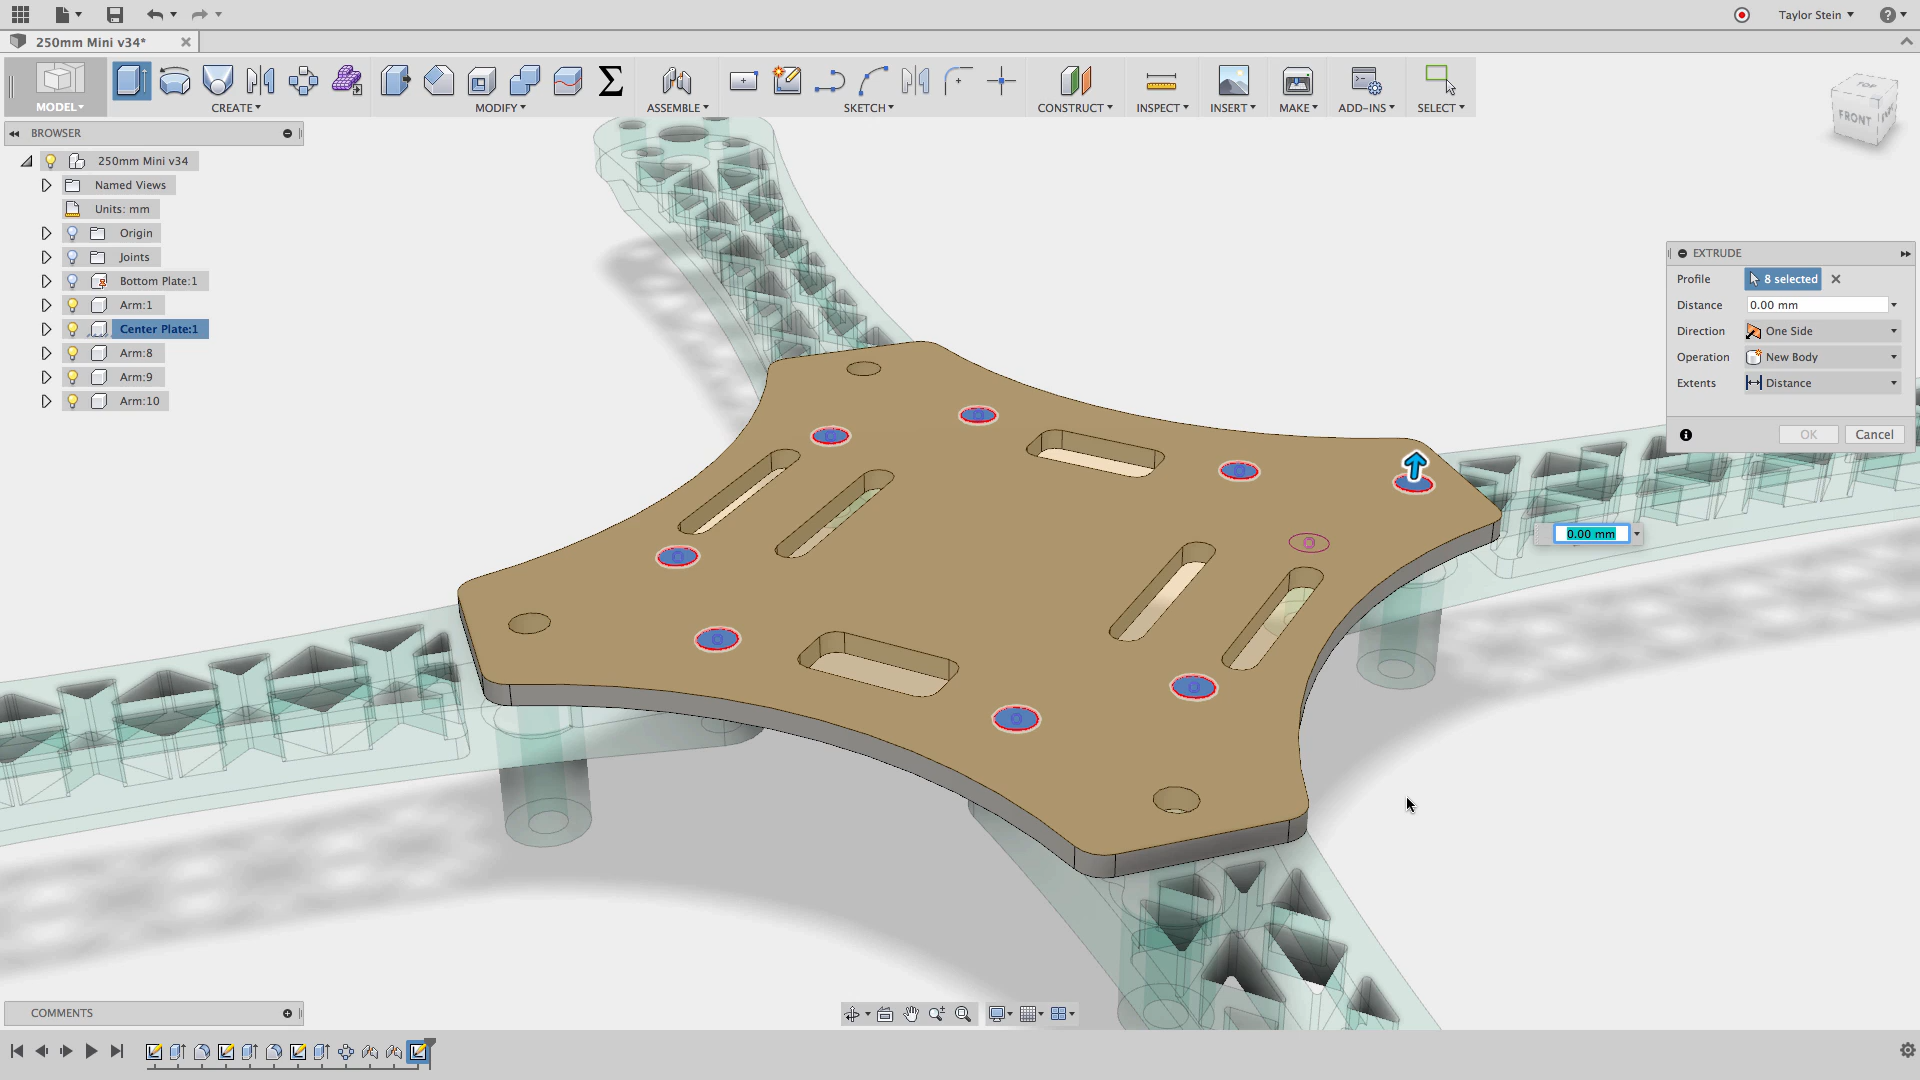 Taylor Stein
?
250mm Mini v34*
MODEL
CREATE
MODIFY
ASSEMBLE
SKETCH
CONSTRUCT
INSPECT
INSERT
MAKE
ADD-INS
SELECT
TOP
FRONT
BROWSER
250mm Mini v34
Named Views
Units: mm
Origin
Joints
Bottom Plate:1
Arm:1
Center Plate:1
Arm:8
Arm:9
Arm:10
EXTRUDE
Profile 8 selected
Distance 0.00 mm
Direction One Side
Operation New Body
Extents Distance
OK Cancel
0.00 mm
COMMENTS